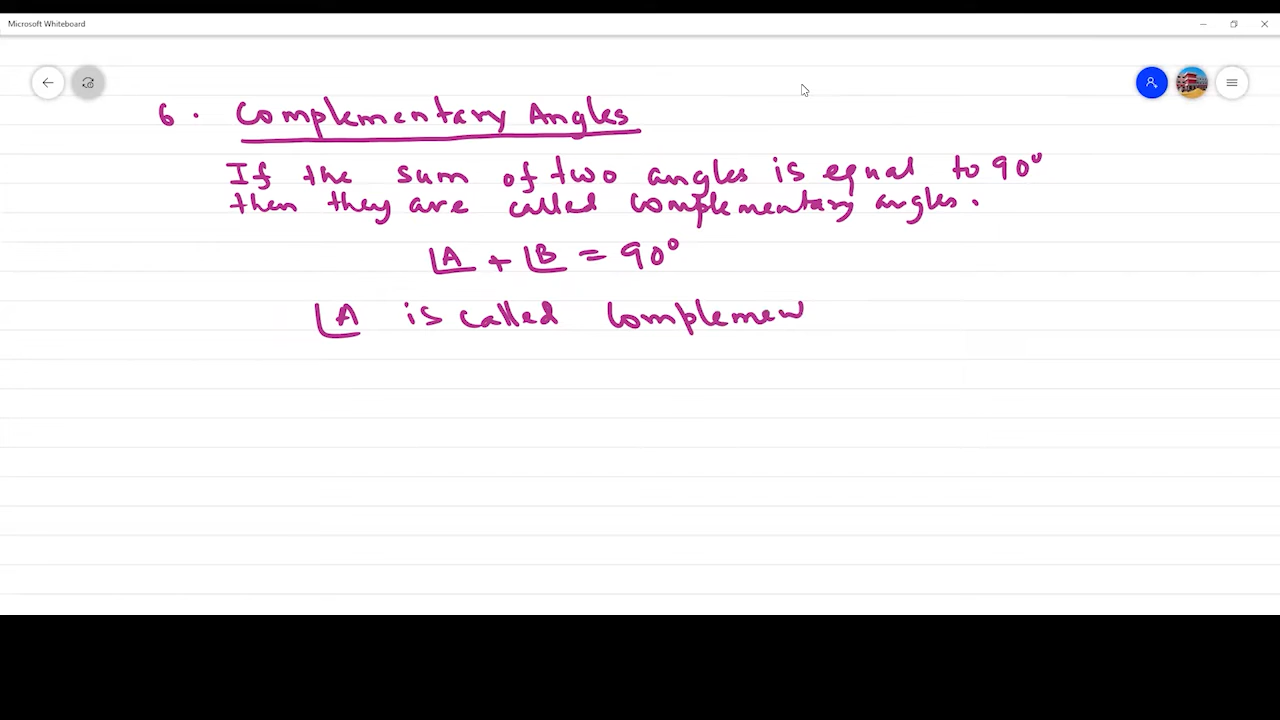 Microsoft Whiteboard
6. Complementary Angles
If the sum of two angles is equal to 90°
then they are called complementary angles.
∠A + ∠B = 90°
∠A is called complemen